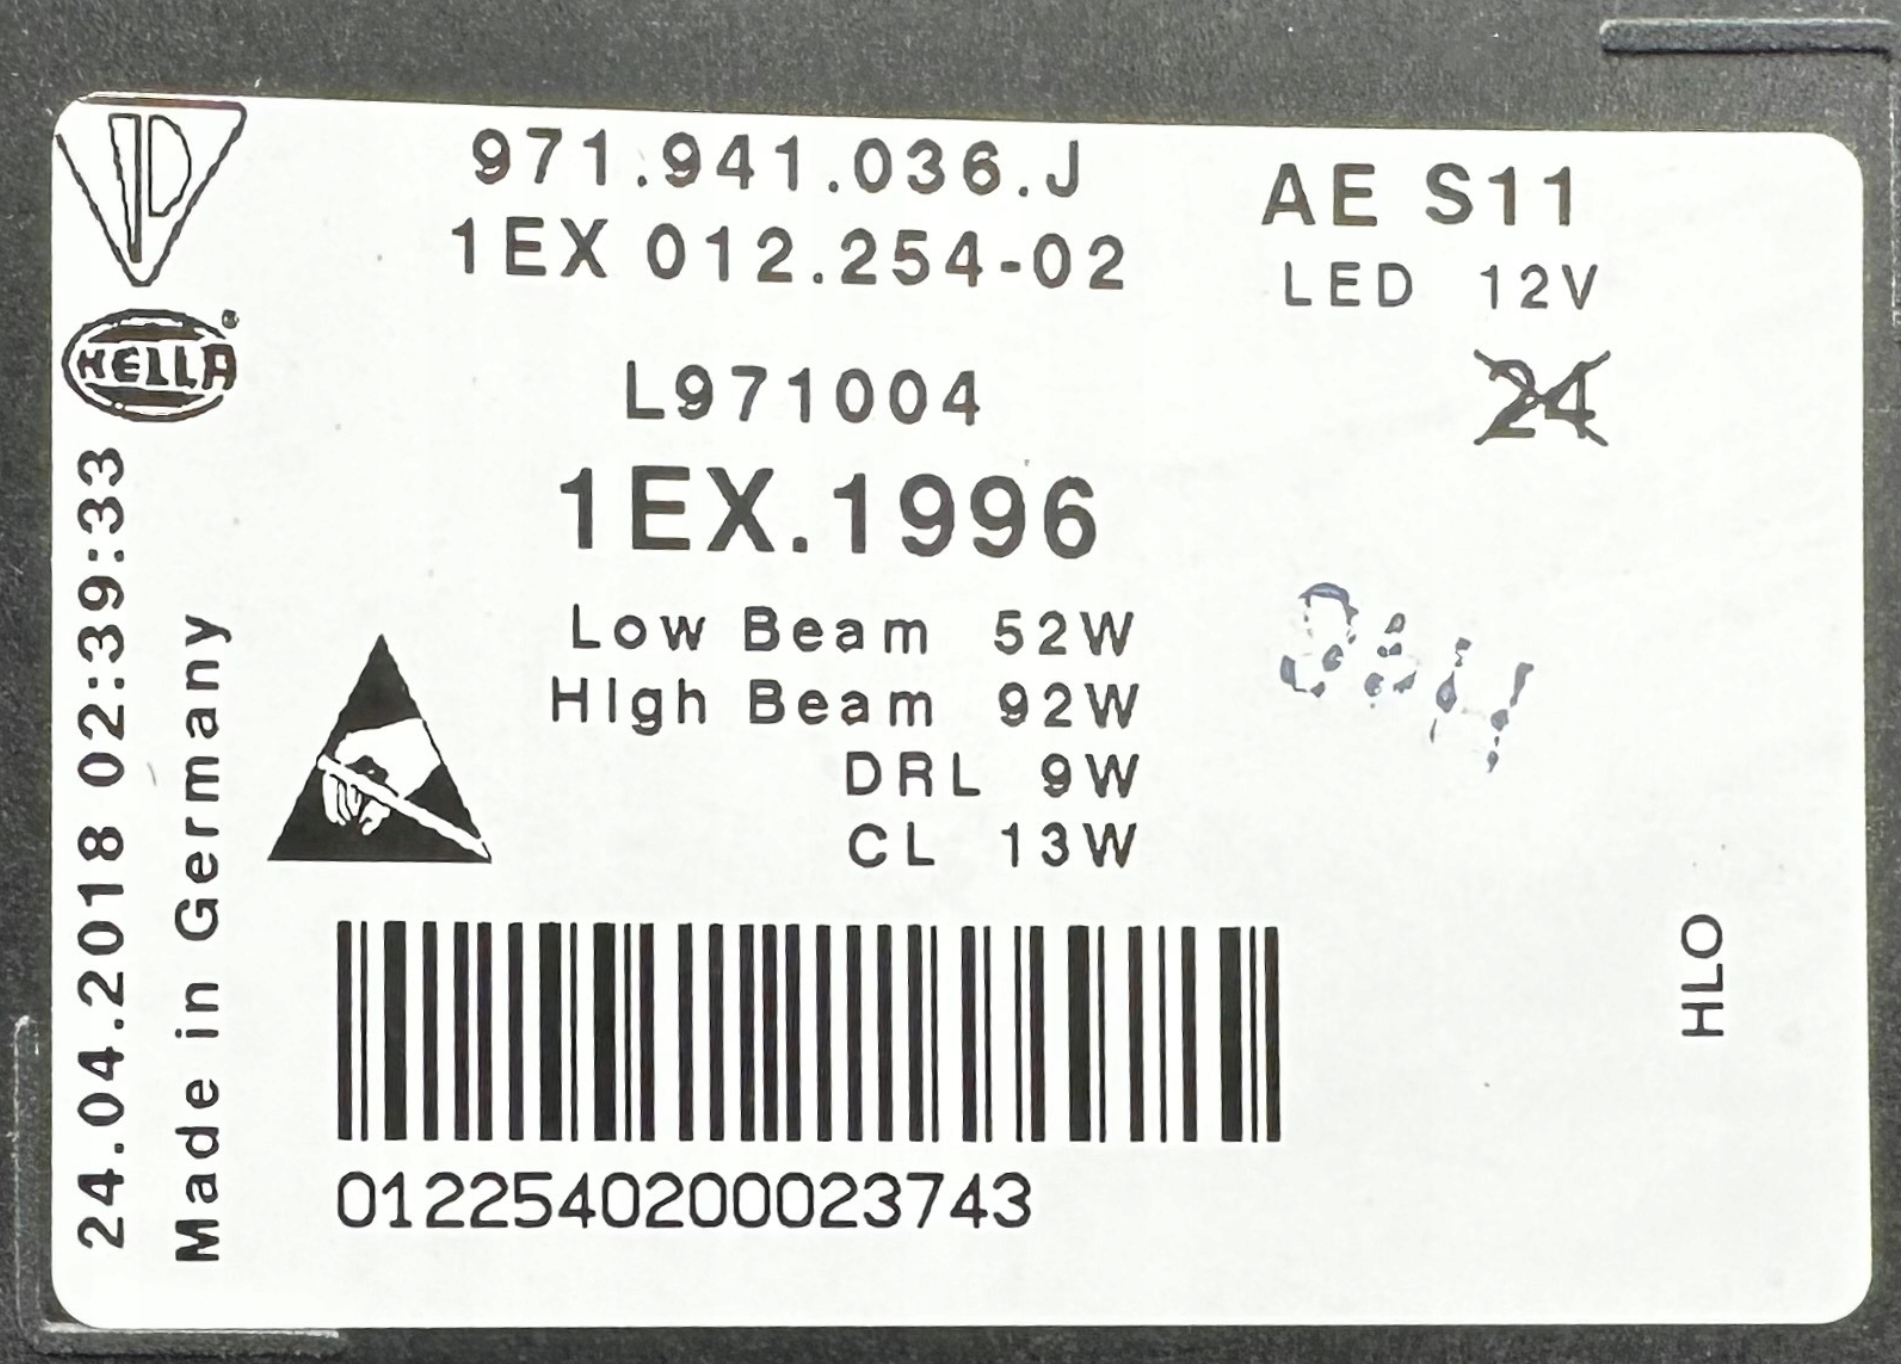 971.941.036.J
1EX 012.254-02
AE S11
LED 12V
HELLA
L971004
24
1EX.1996
Low Beam 52W
HIgh Beam 92W
DRL 9W
CL 13W
24.04.2018 02:39:33
Made in Germany
HLO
0122540200023743